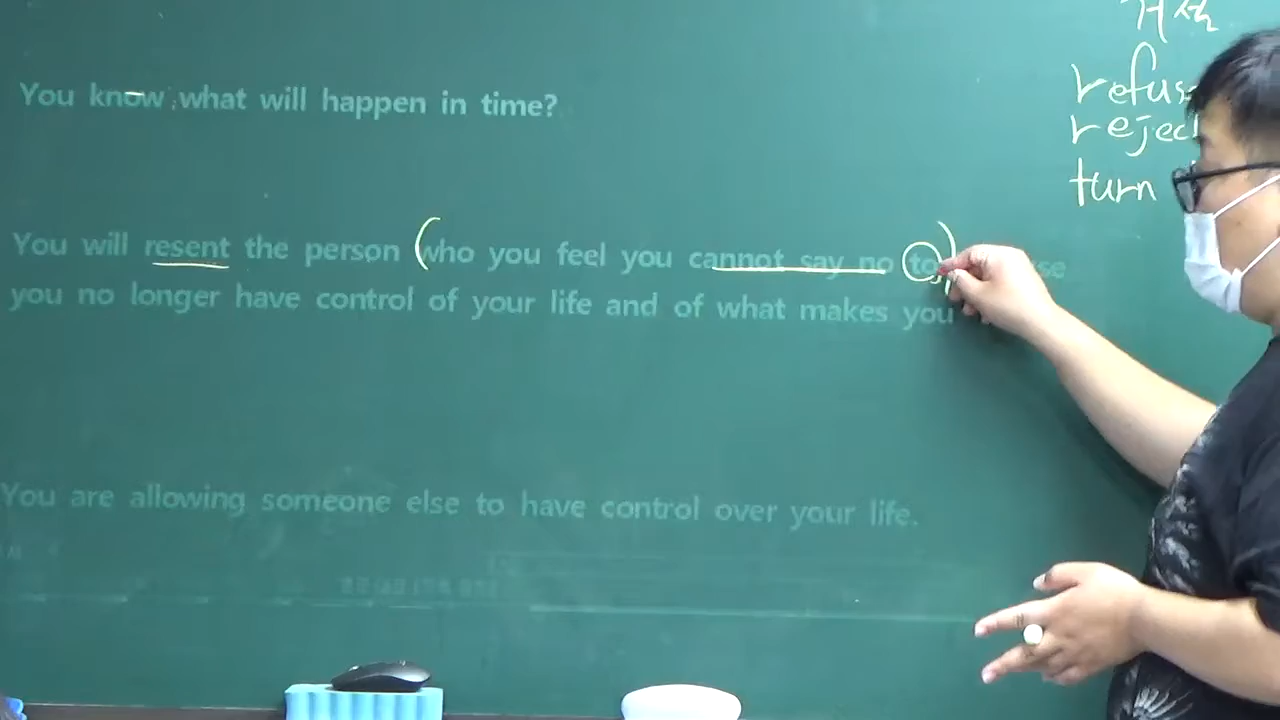 거절
refus
rejec
turn
You know what will happen in time?
You will resent the person (who you feel you cannot say no to)
you no longer have control of your life and of what makes you
You are allowing someone else to have control over your life.